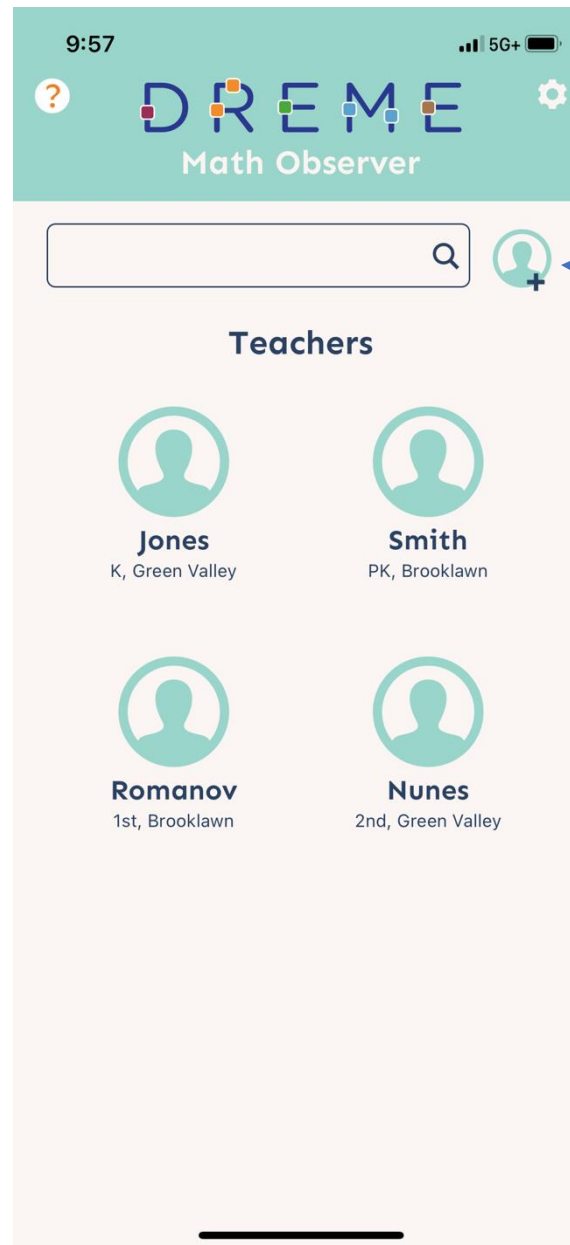 9:57 5G+
?
DREME
Math Observer
Teachers
Jones Smith
K, Green Valley PK, Brooklawn
Romanov Nunes
1st, Brooklawn 2nd, Green Valley